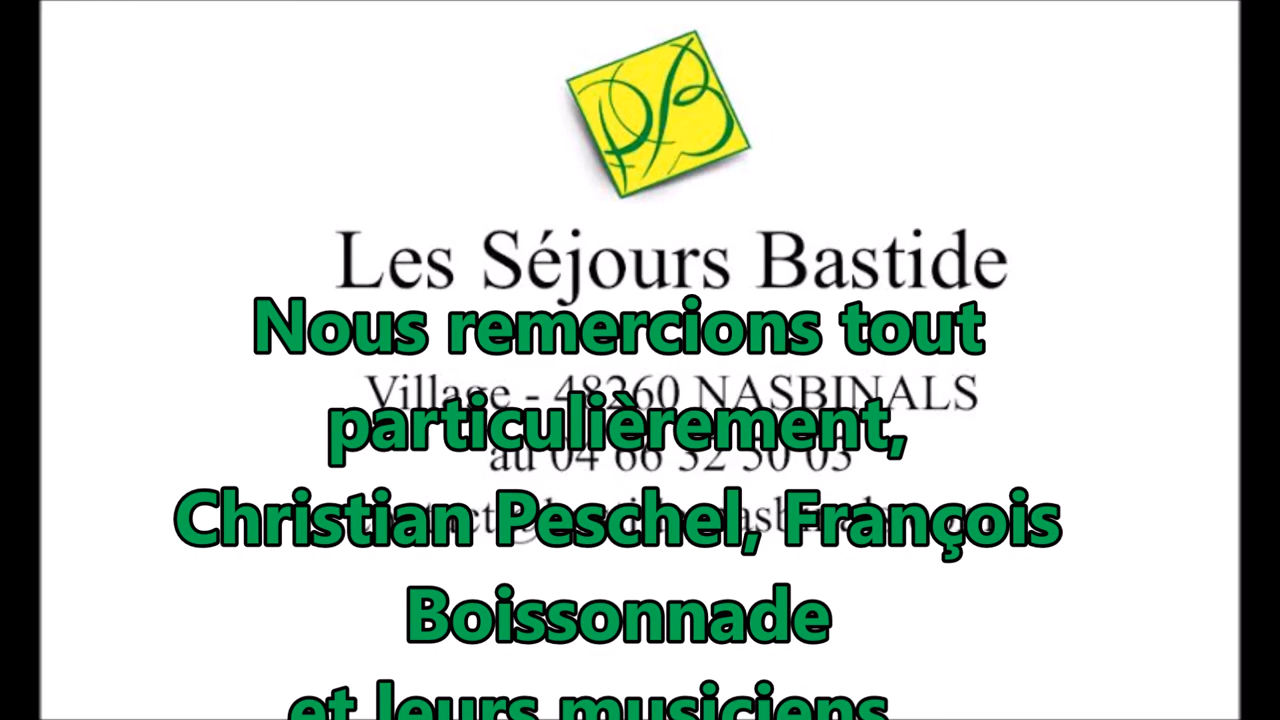 PB
Les Séjours Bastide
Nous remercions tout
Village - 48260 NASBINALS
particulièrement,
au 04 66 32 50 03
Christian Peschel, François
Boissonnade
et leurs musiciens